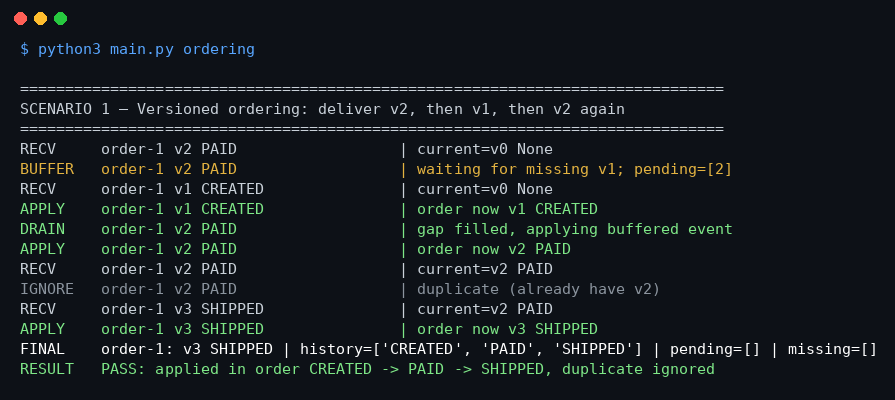 $ python3 main.py ordering
==============================================================================
SCENARIO 1 — Versioned ordering: deliver v2, then v1, then v2 again
==============================================================================
RECV     order-1 v2 PAID                  | current=v0 None
BUFFER   order-1 v2 PAID                  | waiting for missing v1; pending=[2]
RECV     order-1 v1 CREATED               | current=v0 None
APPLY    order-1 v1 CREATED               | order now v1 CREATED
DRAIN    order-1 v2 PAID                  | gap filled, applying buffered event
APPLY    order-1 v2 PAID                  | order now v2 PAID
RECV     order-1 v2 PAID                  | current=v2 PAID
IGNORE   order-1 v2 PAID                  | duplicate (already have v2)
RECV     order-1 v3 SHIPPED               | current=v2 PAID
APPLY    order-1 v3 SHIPPED               | order now v3 SHIPPED
FINAL    order-1: v3 SHIPPED | history=['CREATED', 'PAID', 'SHIPPED'] | pending=[] | missing=[]
RESULT   PASS: applied in order CREATED -> PAID -> SHIPPED, duplicate ignored